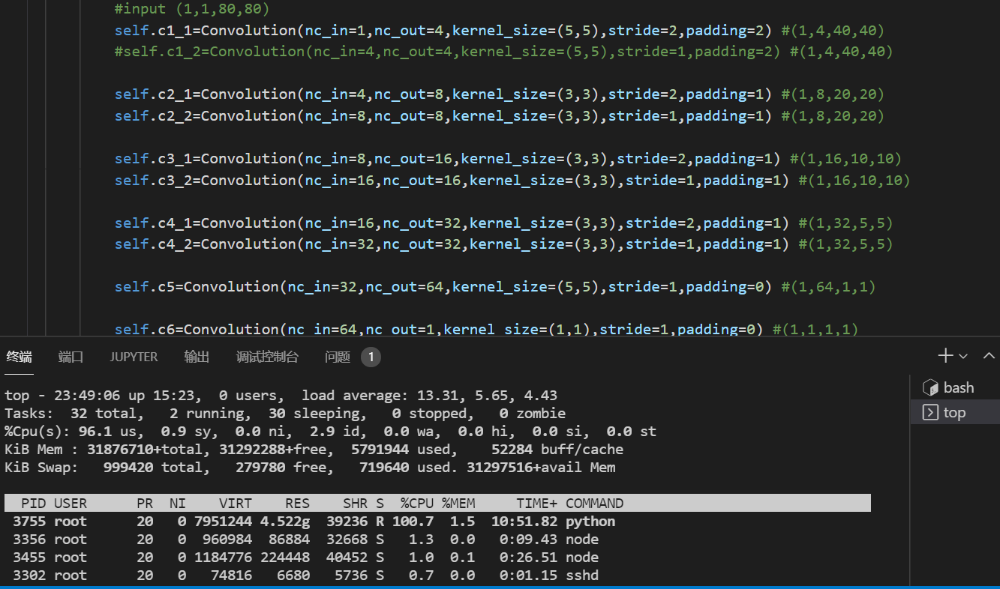 #input (1,1,80,80)
self.c1_1=Convolution(nc_in=1,nc_out=4,kernel_size=(5,5),stride=2,padding=2) #(1,4,40,40)
#self.c1_2=Convolution(nc_in=4,nc_out=4,kernel_size=(5,5),stride=1,padding=2) #(1,4,40,40)
self.c2_1=Convolution(nc_in=4,nc_out=8,kernel_size=(3,3),stride=2,padding=1) #(1,8,20,20)
self.c2_2=Convolution(nc_in=8,nc_out=8,kernel_size=(3,3),stride=1,padding=1) #(1,8,20,20)
self.c3_1=Convolution(nc_in=8,nc_out=16,kernel_size=(3,3),stride=2,padding=1) #(1,16,10,10)
self.c3_2=Convolution(nc_in=16,nc_out=16,kernel_size=(3,3),stride=1,padding=1) #(1,16,10,10)
self.c4_1=Convolution(nc_in=16,nc_out=32,kernel_size=(3,3),stride=2,padding=1) #(1,32,5,5)
self.c4_2=Convolution(nc_in=32,nc_out=32,kernel_size=(3,3),stride=1,padding=1) #(1,32,5,5)
self.c5=Convolution(nc_in=32,nc_out=64,kernel_size=(5,5),stride=1,padding=0) #(1,64,1,1)
self.c6=Convolution(nc_in=64,nc_out=1,kernel_size=(1,1),stride=1,padding=0) #(1,1,1,1)
终端 端口 JUPYTER 输出 调试控制台 问题 1
top - 23:49:06 up 15:23,  0 users,  load average: 13.31, 5.65, 4.43
Tasks:  32 total,   2 running,  30 sleeping,   0 stopped,   0 zombie
%Cpu(s): 96.1 us,  0.9 sy,  0.0 ni,  2.9 id,  0.0 wa,  0.0 hi,  0.0 si,  0.0 st
KiB Mem : 31876710+total, 31292288+free,  5791944 used,    52284 buff/cache
KiB Swap:   999420 total,   279780 free,   719640 used. 31297516+avail Mem
PID USER      PR  NI    VIRT    RES    SHR S  %CPU %MEM     TIME+ COMMAND
3755 root      20   0 7951244 4.522g  39236 R 100.7  1.5  10:51.82 python
3356 root      20   0  960984  86884  32668 S   1.3  0.0   0:09.43 node
3455 root      20   0 1184776 224448  40452 S   1.0  0.1   0:26.51 node
3302 root      20   0   74816   6680   5736 S   0.7  0.0   0:01.15 sshd
bash
top